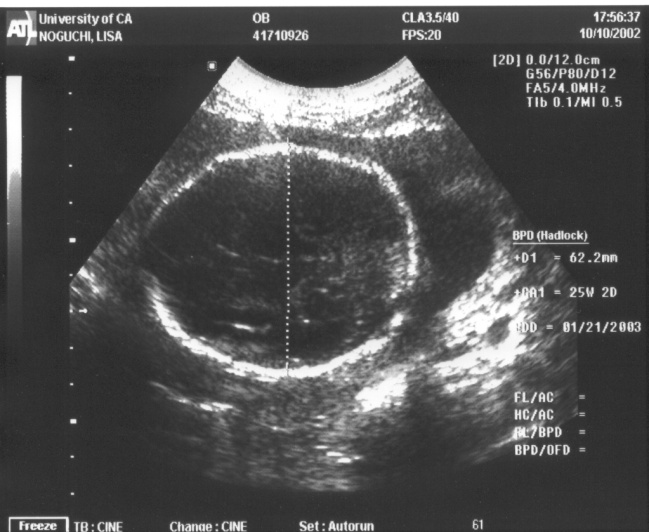 ATL University of CA OB CLA3.5/40 17:56:37
NOGUCHI, LISA 41710926 FPS:20 10/10/2002
[2D] 0.0/12.0cm
G56/P80/D12
FA5/4.0MHz
TIb 0.1/MI 0.5
BPD (Hadlock)
+D1 = 62.2mm
+DA1 = 25W 2D
= 01/21/2003
FL/AC =
HC/AC =
FL/BPD =
BPD/OFD =
Freeze TB : CINE Change : CINE Set : Autorun 61